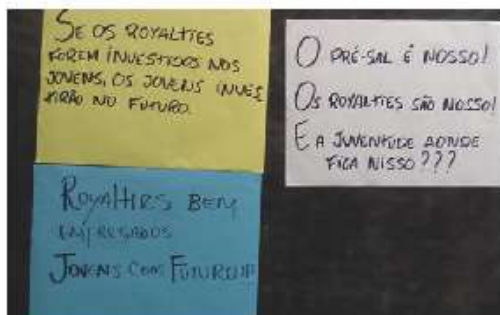 SE OS ROYALTIES
FOREM INVESTIDOS NOS
JOVENS, OS JOVENS INVES
TIRÃO NO FUTURO.
ROYALTIRS BEM
EMPREGADOS
JOVENS COM FUTURO!!!
O PRÉ-SAL É NOSSO!
OS ROYALTIES SÃO NOSSO!
E A JUVENTUDE AONDE
FICA NISSO???